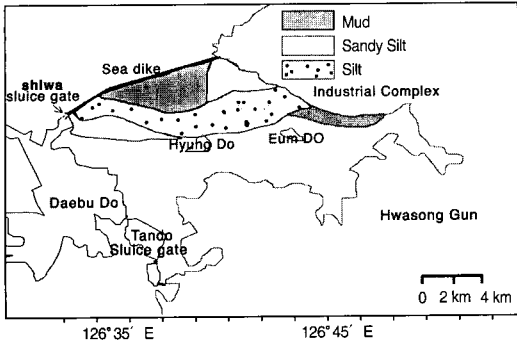 Mud
Sandy Silt
Silt
Sea dike
shiwa
sluice gate
Industrial Complex
Hyung Do
Eum DO
Daebu Do
Hwasong Gun
Tando
Sluice gate
0 2 km 4 km
126° 35′ E
126° 45′ E